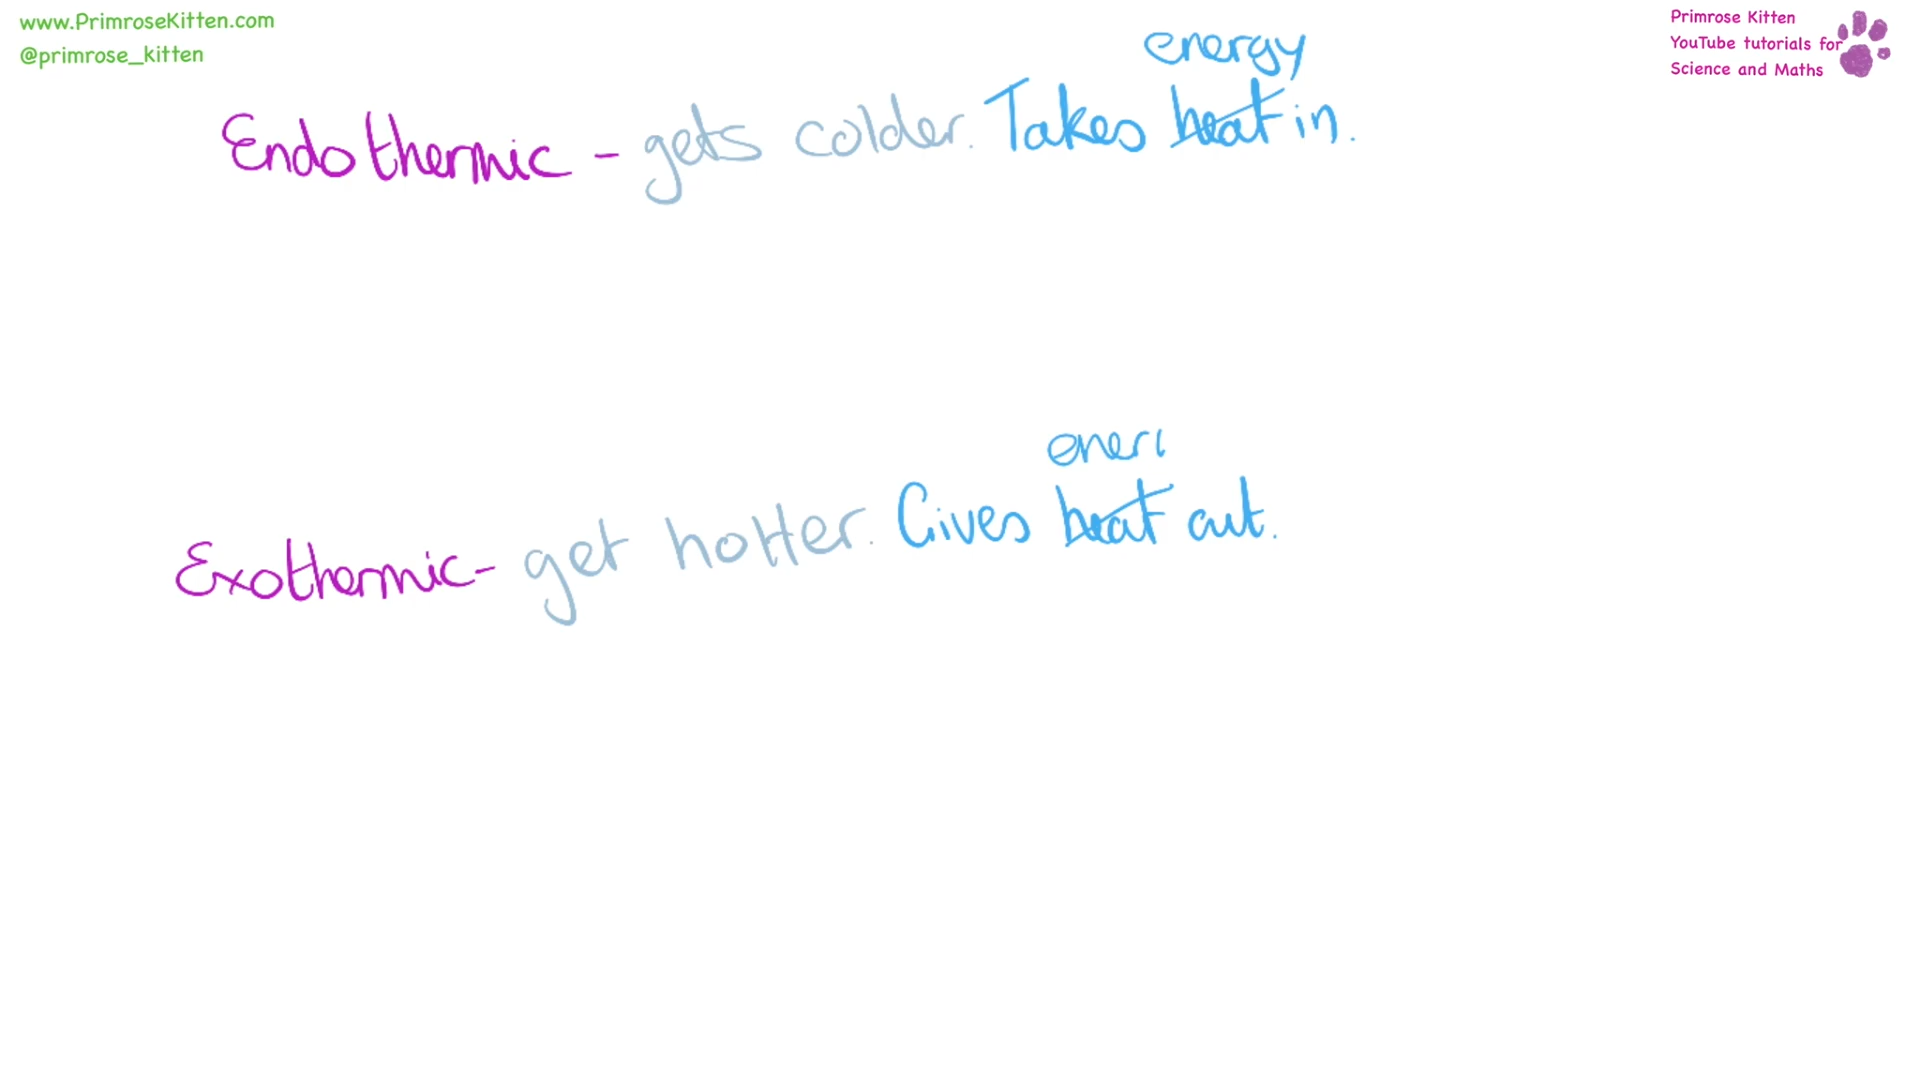 www.PrimroseKitten.com
@primrose_kitten
Primrose Kitten
YouTube tutorials for
Science and Maths
energy
Endothermic - gets colder. Takes heat in.
ener
Exothermic- get hotter. Gives heat out.